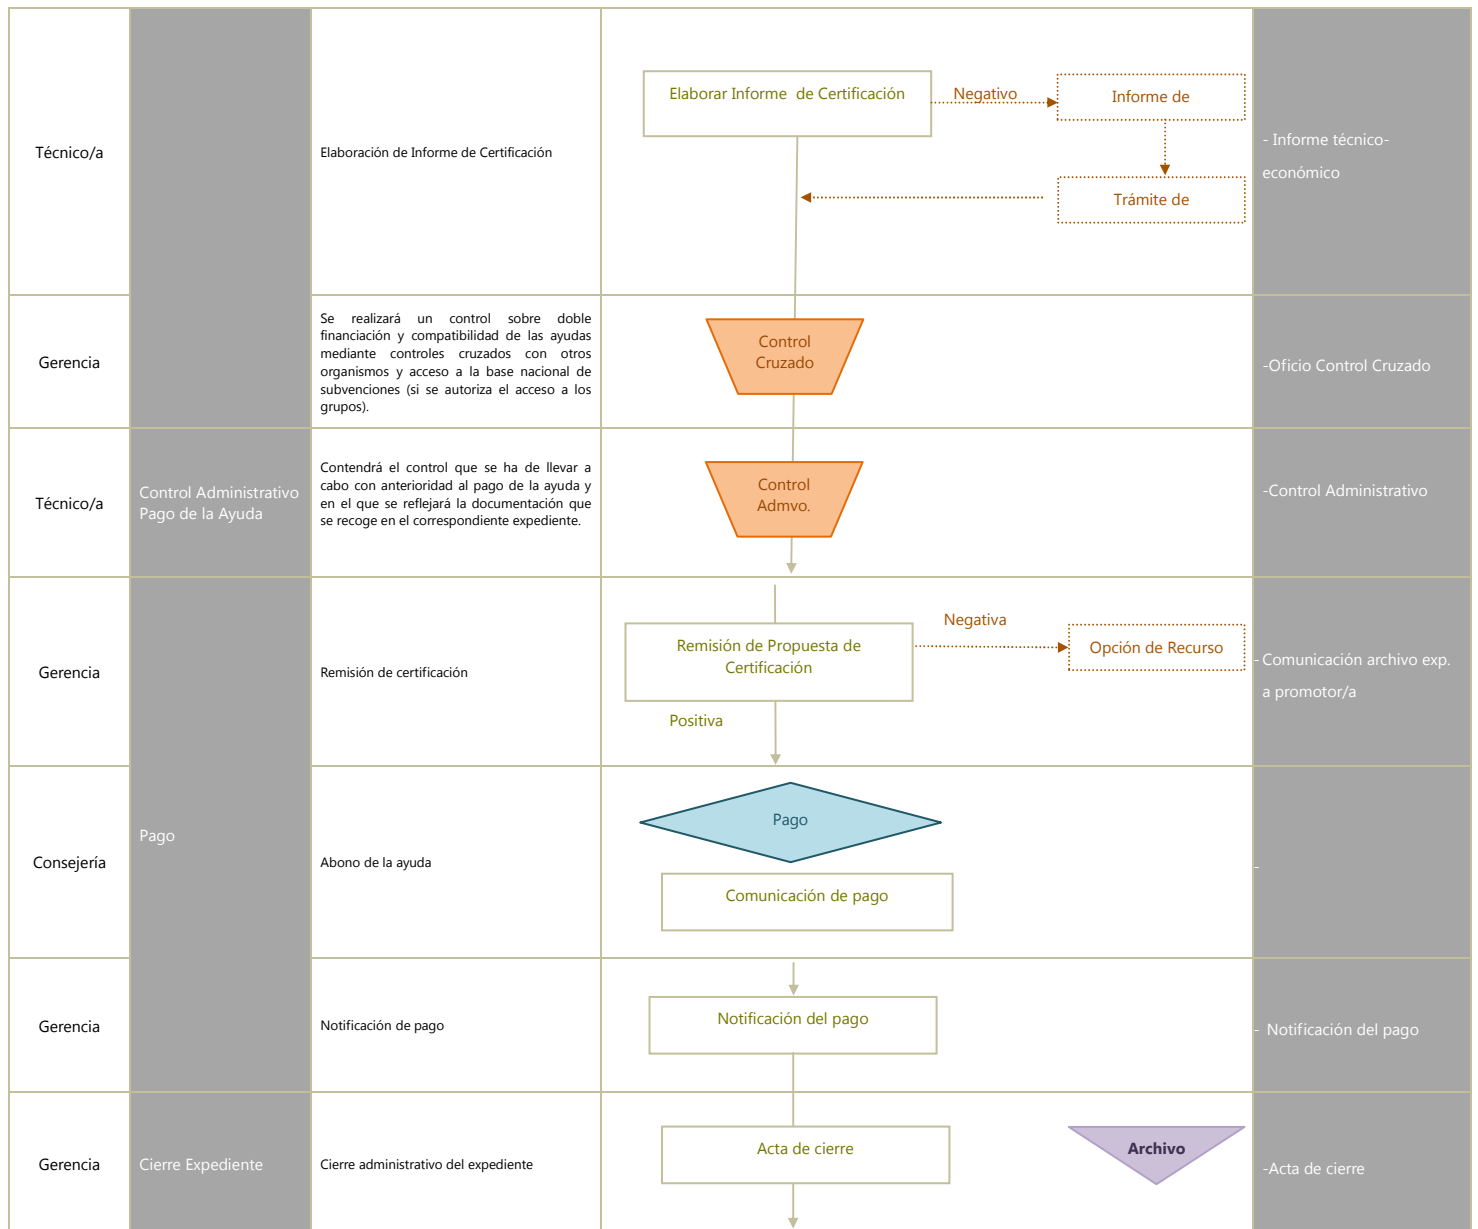 Técnico/a
Elaboración de Informe de Certificación
Elaborar Informe de Certificación
Negativo
Informe de
Trámite de
- Informe técnico-
económico
Gerencia
Se realizará un control sobre doble
financiación y compatibilidad de las ayudas
mediante controles cruzados con otros
organismos y acceso a la base nacional de
subvenciones (si se autoriza el acceso a los
grupos).
Control
Cruzado
-Oficio Control Cruzado
Técnico/a
Control Administrativo
Pago de la Ayuda
Contendrá el control que se ha de llevar a
cabo con anterioridad al pago de la ayuda y
en el que se reflejará la documentación que
se recoge en el correspondiente expediente.
Control
Admvo.
-Control Administrativo
Gerencia
Remisión de certificación
Remisión de Propuesta de
Certificación
Negativa
Opción de Recurso
Positiva
- Comunicación archivo exp.
a promotor/a
Pago
Consejería
Abono de la ayuda
Pago
Comunicación de pago
-
Gerencia
Notificación de pago
Notificación del pago
- Notificación del pago
Gerencia
Cierre Expediente
Cierre administrativo del expediente
Acta de cierre
Archivo
-Acta de cierre